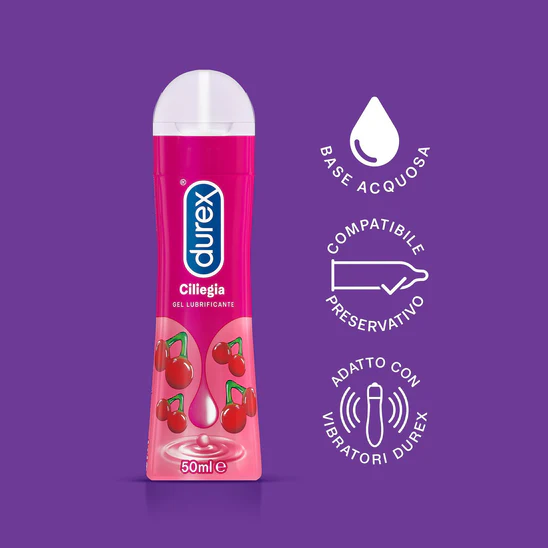 durex®
Ciliegia
GEL LUBRIFICANTE
50ml e
BASE ACQUOSA
COMPATIBILE
PRESERVATIVO
ADATTO CON
VIBRATORI DUREX